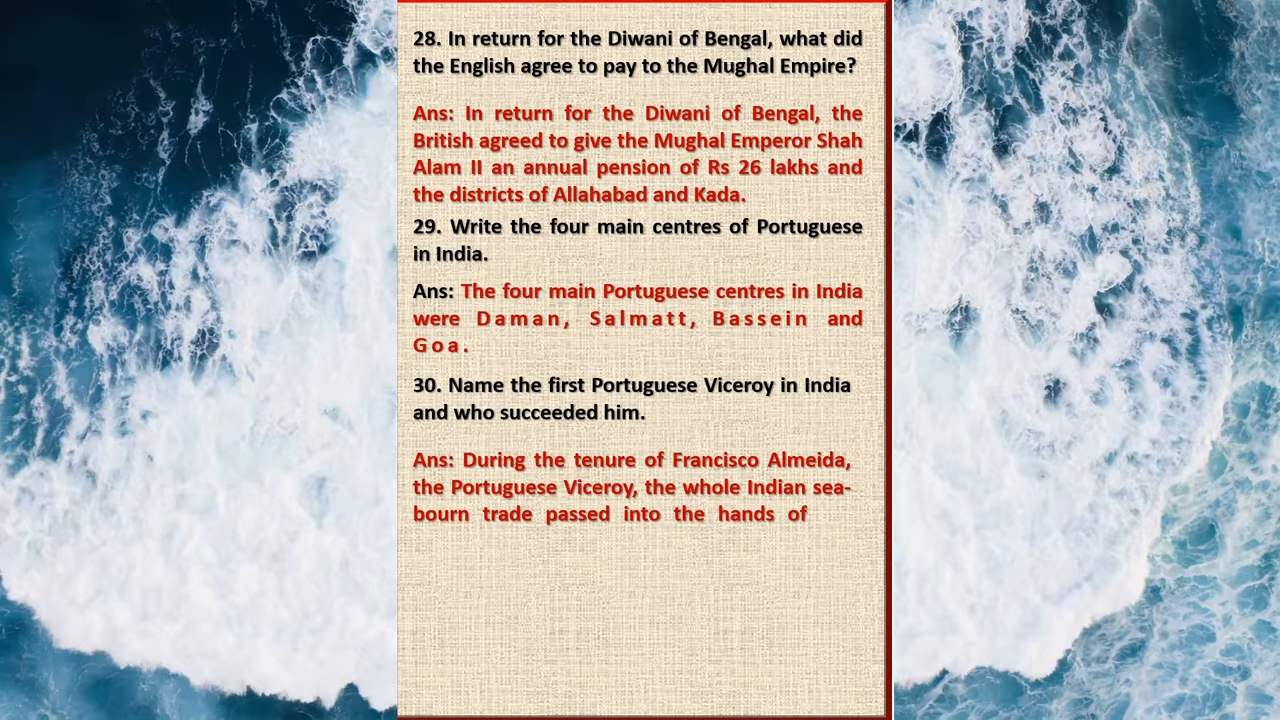 28. In return for the Diwani of Bengal, what did
the English agree to pay to the Mughal Empire?
Ans: In return for the Diwani of Bengal, the
British agreed to give the Mughal Emperor Shah
Alam II an annual pension of Rs 26 lakhs and
the districts of Allahabad and Kada.
29. Write the four main centres of Portuguese
in India.
Ans: The four main Portuguese centres in India
were Daman, Salmatt, Bassein and
Goa.
30. Name the first Portuguese Viceroy in India
and who succeeded him.
Ans: During the tenure of Francisco Almeida,
the Portuguese Viceroy, the whole Indian sea-
bourn trade passed into the hands of